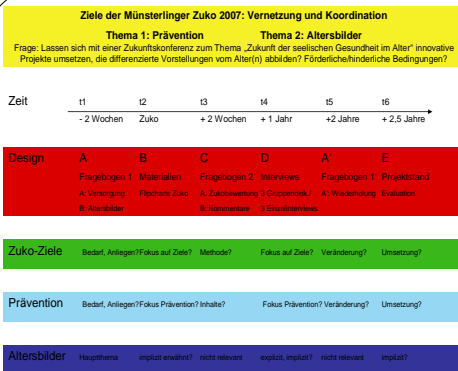 Ziele der Münsterlinger Zuko 2007: Vernetzung und Koordination
Thema 1: Prävention Thema 2: Altersbilder
Frage: Lassen sich mit einer Zukunftskonferenz zum Thema „Zukunft der seelischen Gesundheit im Alter" innovative
Projekte umsetzen, die differenzierte Vorstellungen vom Alter(n) abbilden? Förderliche/hinderliche Bedingungen?
Zeit t1 t2 t3 t4 t5 t6
- 2 Wochen Zuko + 2 Wochen + 1 Jahr +2 Jahre + 2,5 Jahre
Design A B C D A' E
Fragebogen 1 Materialien Fragebogen 2 Interviews Fragebogen 1' Projektstand
A: Versorgung Flipcharts Zuko A: Zukobewertung 3 Gruppendisk./ A': Wiederholung Evaluation
B: Altersbilder B: Kommentare 3 Einzelinterviews
Zuko-Ziele Bedarf, Anliegen? Fokus auf Ziele? Methode? Fokus auf Ziele? Veränderung? Umsetzung?
Prävention Bedarf, Anliegen? Fokus Prävention? Inhalte? Fokus Prävention? Veränderung? Umsetzung?
Altersbilder Hauptthema implizit erwähnt? nicht relevant explizit, implizit? nicht relevant implizit?